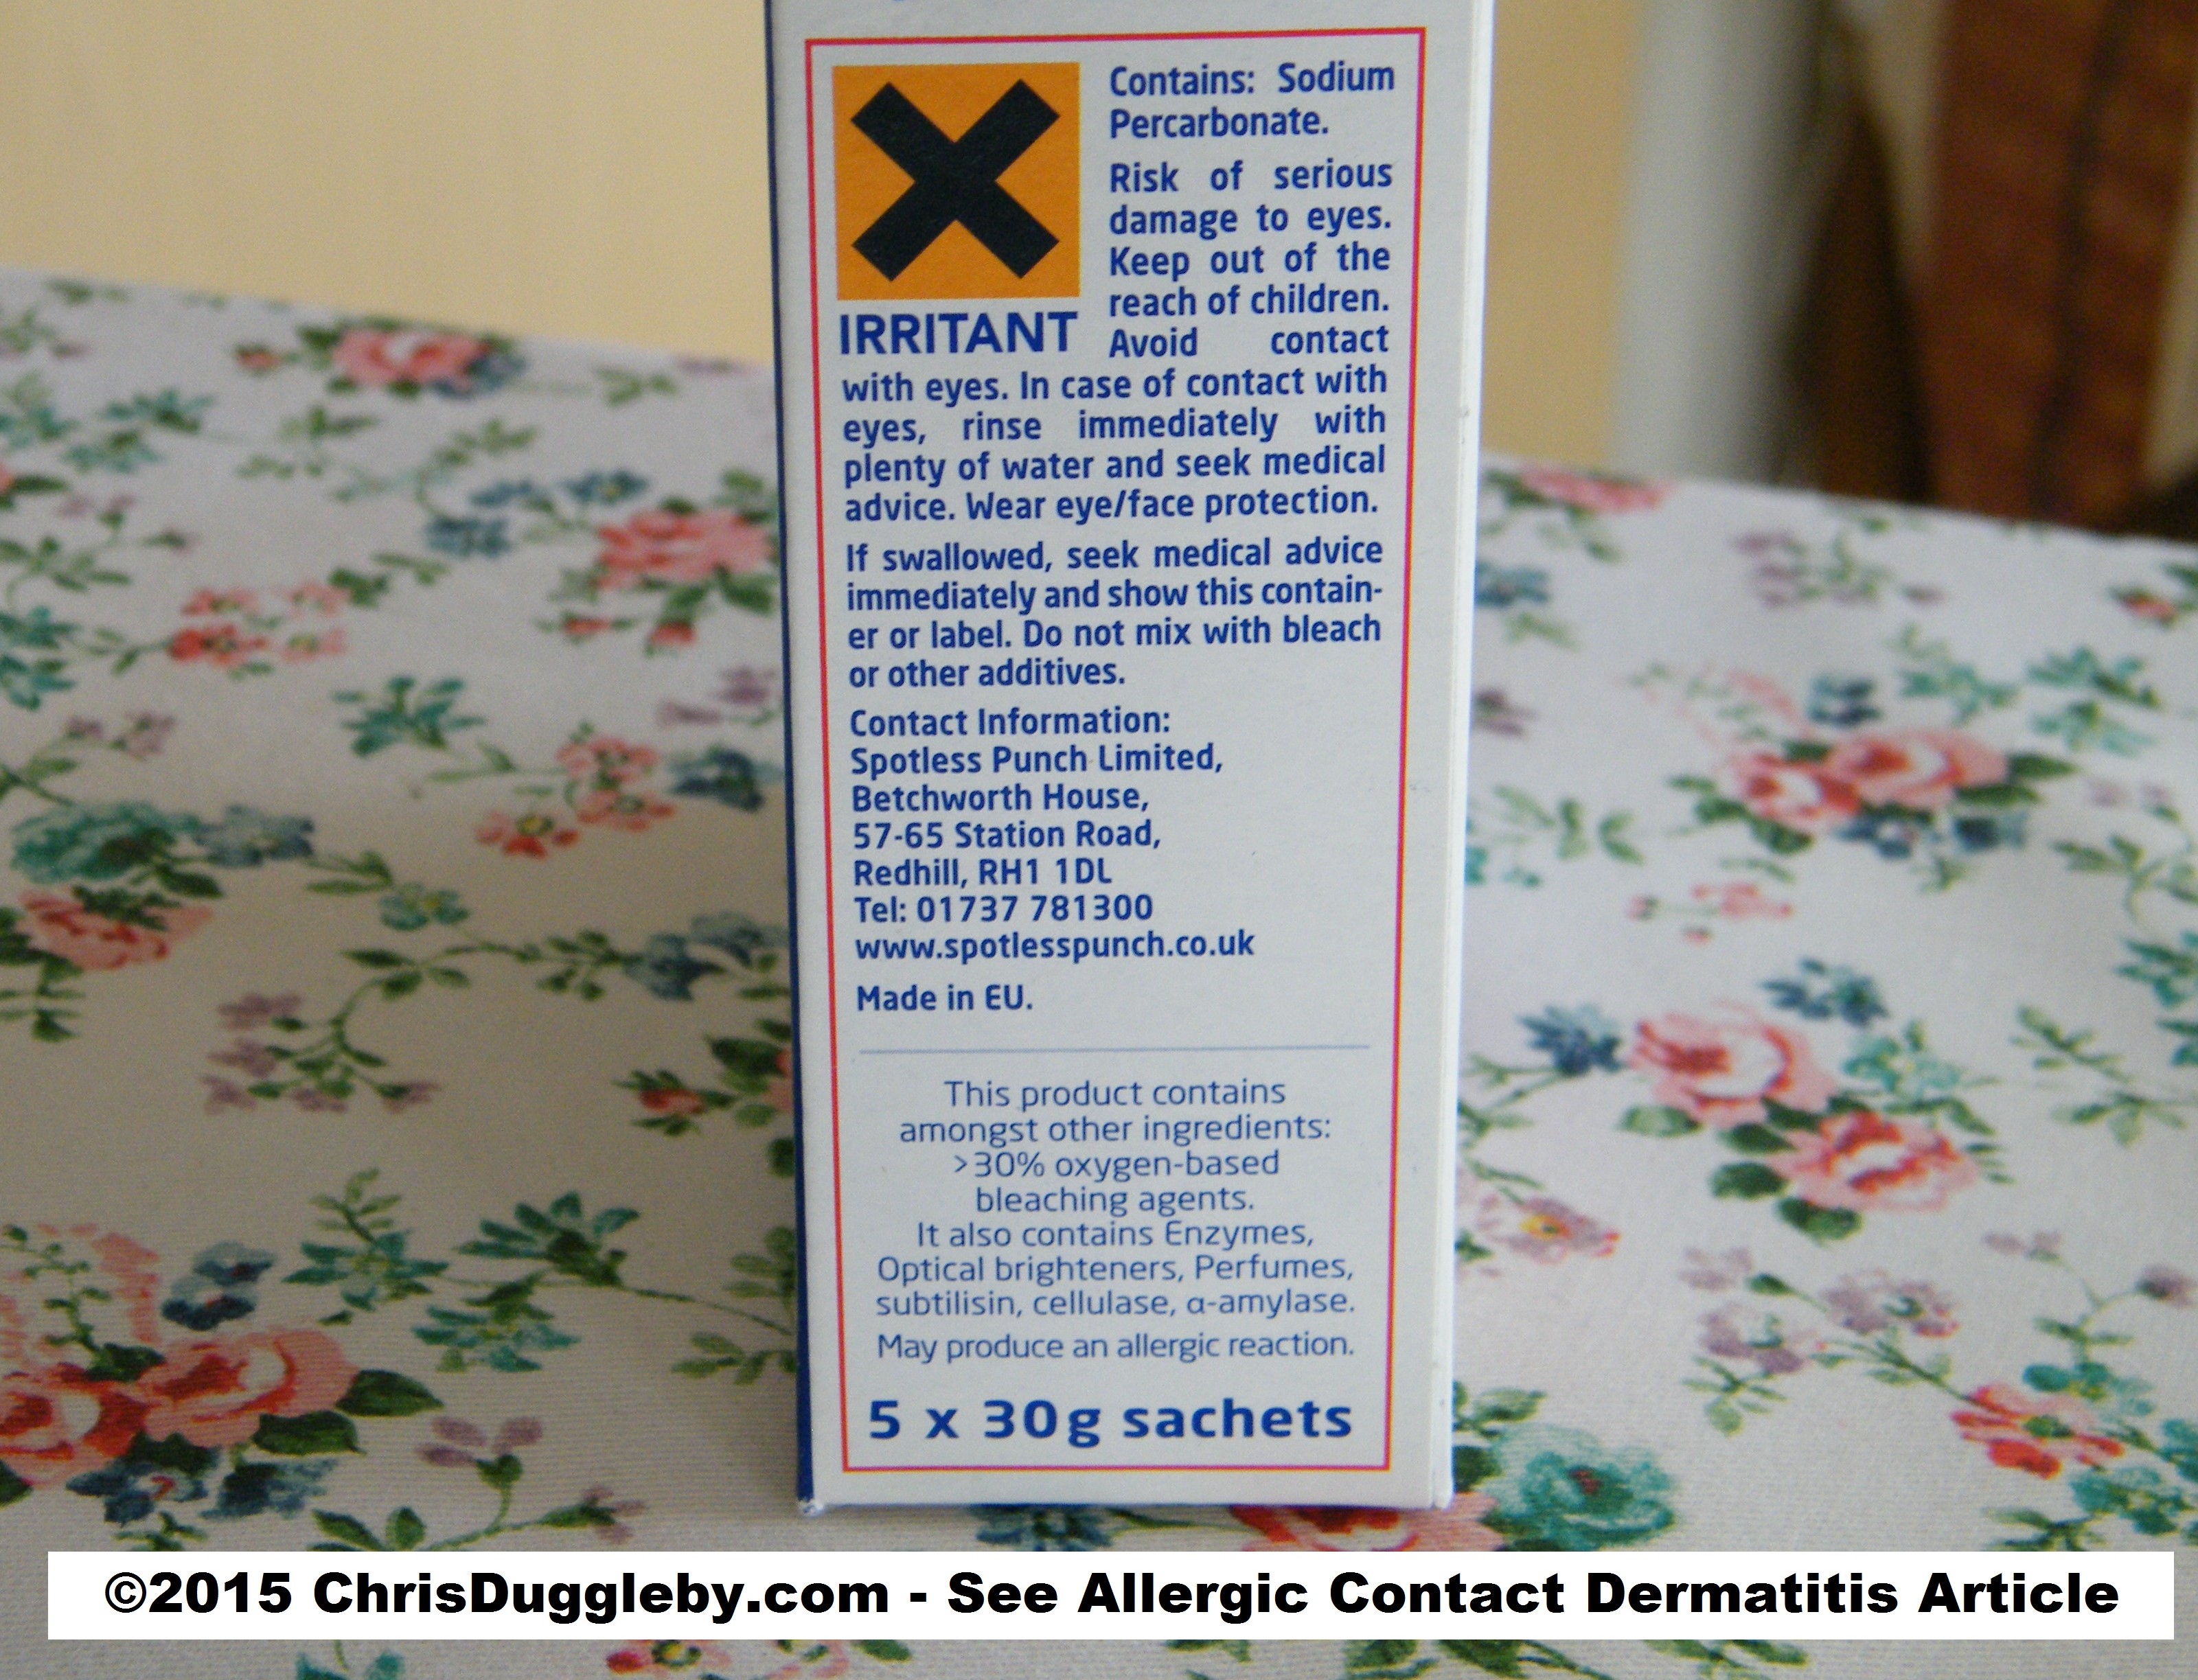 Contains: Sodium
Percarbonate.
Risk of serious
damage to eyes.
Keep out of the
reach of children.
IRRITANT Avoid contact
with eyes. In case of contact with
eyes, rinse immediately with
plenty of water and seek medical
advice. Wear eye/face protection.
If swallowed, seek medical advice
immediately and show this contain-
er or label. Do not mix with bleach
or other additives.
Contact Information:
Spotless Punch Limited,
Betchworth House,
57-65 Station Road,
Redhill, RH1 1DL
Tel: 01737 781300
www.spotlesspunch.co.uk
Made in EU.
This product contains
amongst other ingredients:
>30% oxygen-based
bleaching agents.
It also contains Enzymes,
Optical brighteners, Perfumes,
subtilisin, cellulase, α-amylase.
May produce an allergic reaction.
5 x 30g sachets
©2015 ChrisDuggleby.com - See Allergic Contact Dermatitis Article